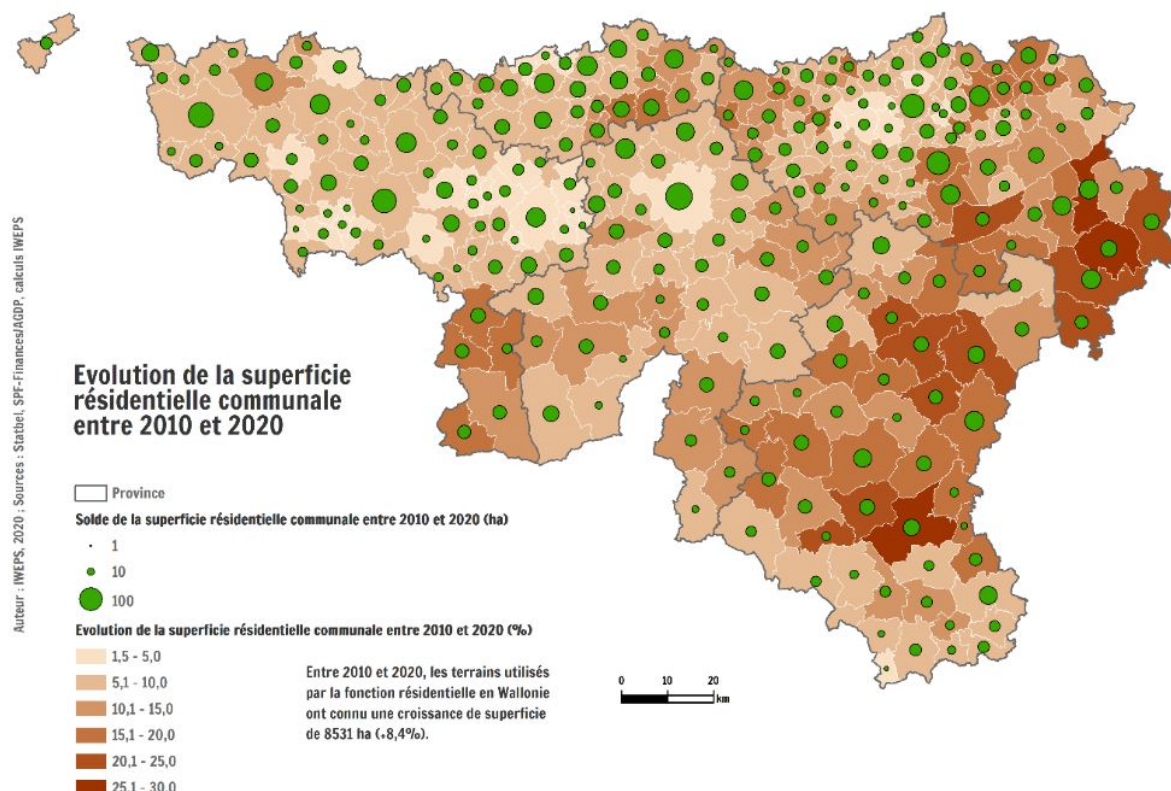 Evolution de la superficie
résidentielle communale
entre 2010 et 2020
Province
Solde de la superficie résidentielle communale entre 2010 et 2020 (ha)
1
10
100
Evolution de la superficie résidentielle communale entre 2010 et 2020 (%)
1,5 - 5,0
5,1 - 10,0
10,1 - 15,0
15,1 - 20,0
20,1 - 25,0
25,1 - 30,0
Entre 2010 et 2020, les terrains utilisés
par la fonction résidentielle en Wallonie
ont connu une croissance de superficie
de 8531 ha (+8,4%).
0 10 20
km
Auteur : IWEPS, 2020 ; Sources : Statbel, SPF-Finances/AGDP, calculs IWEPS